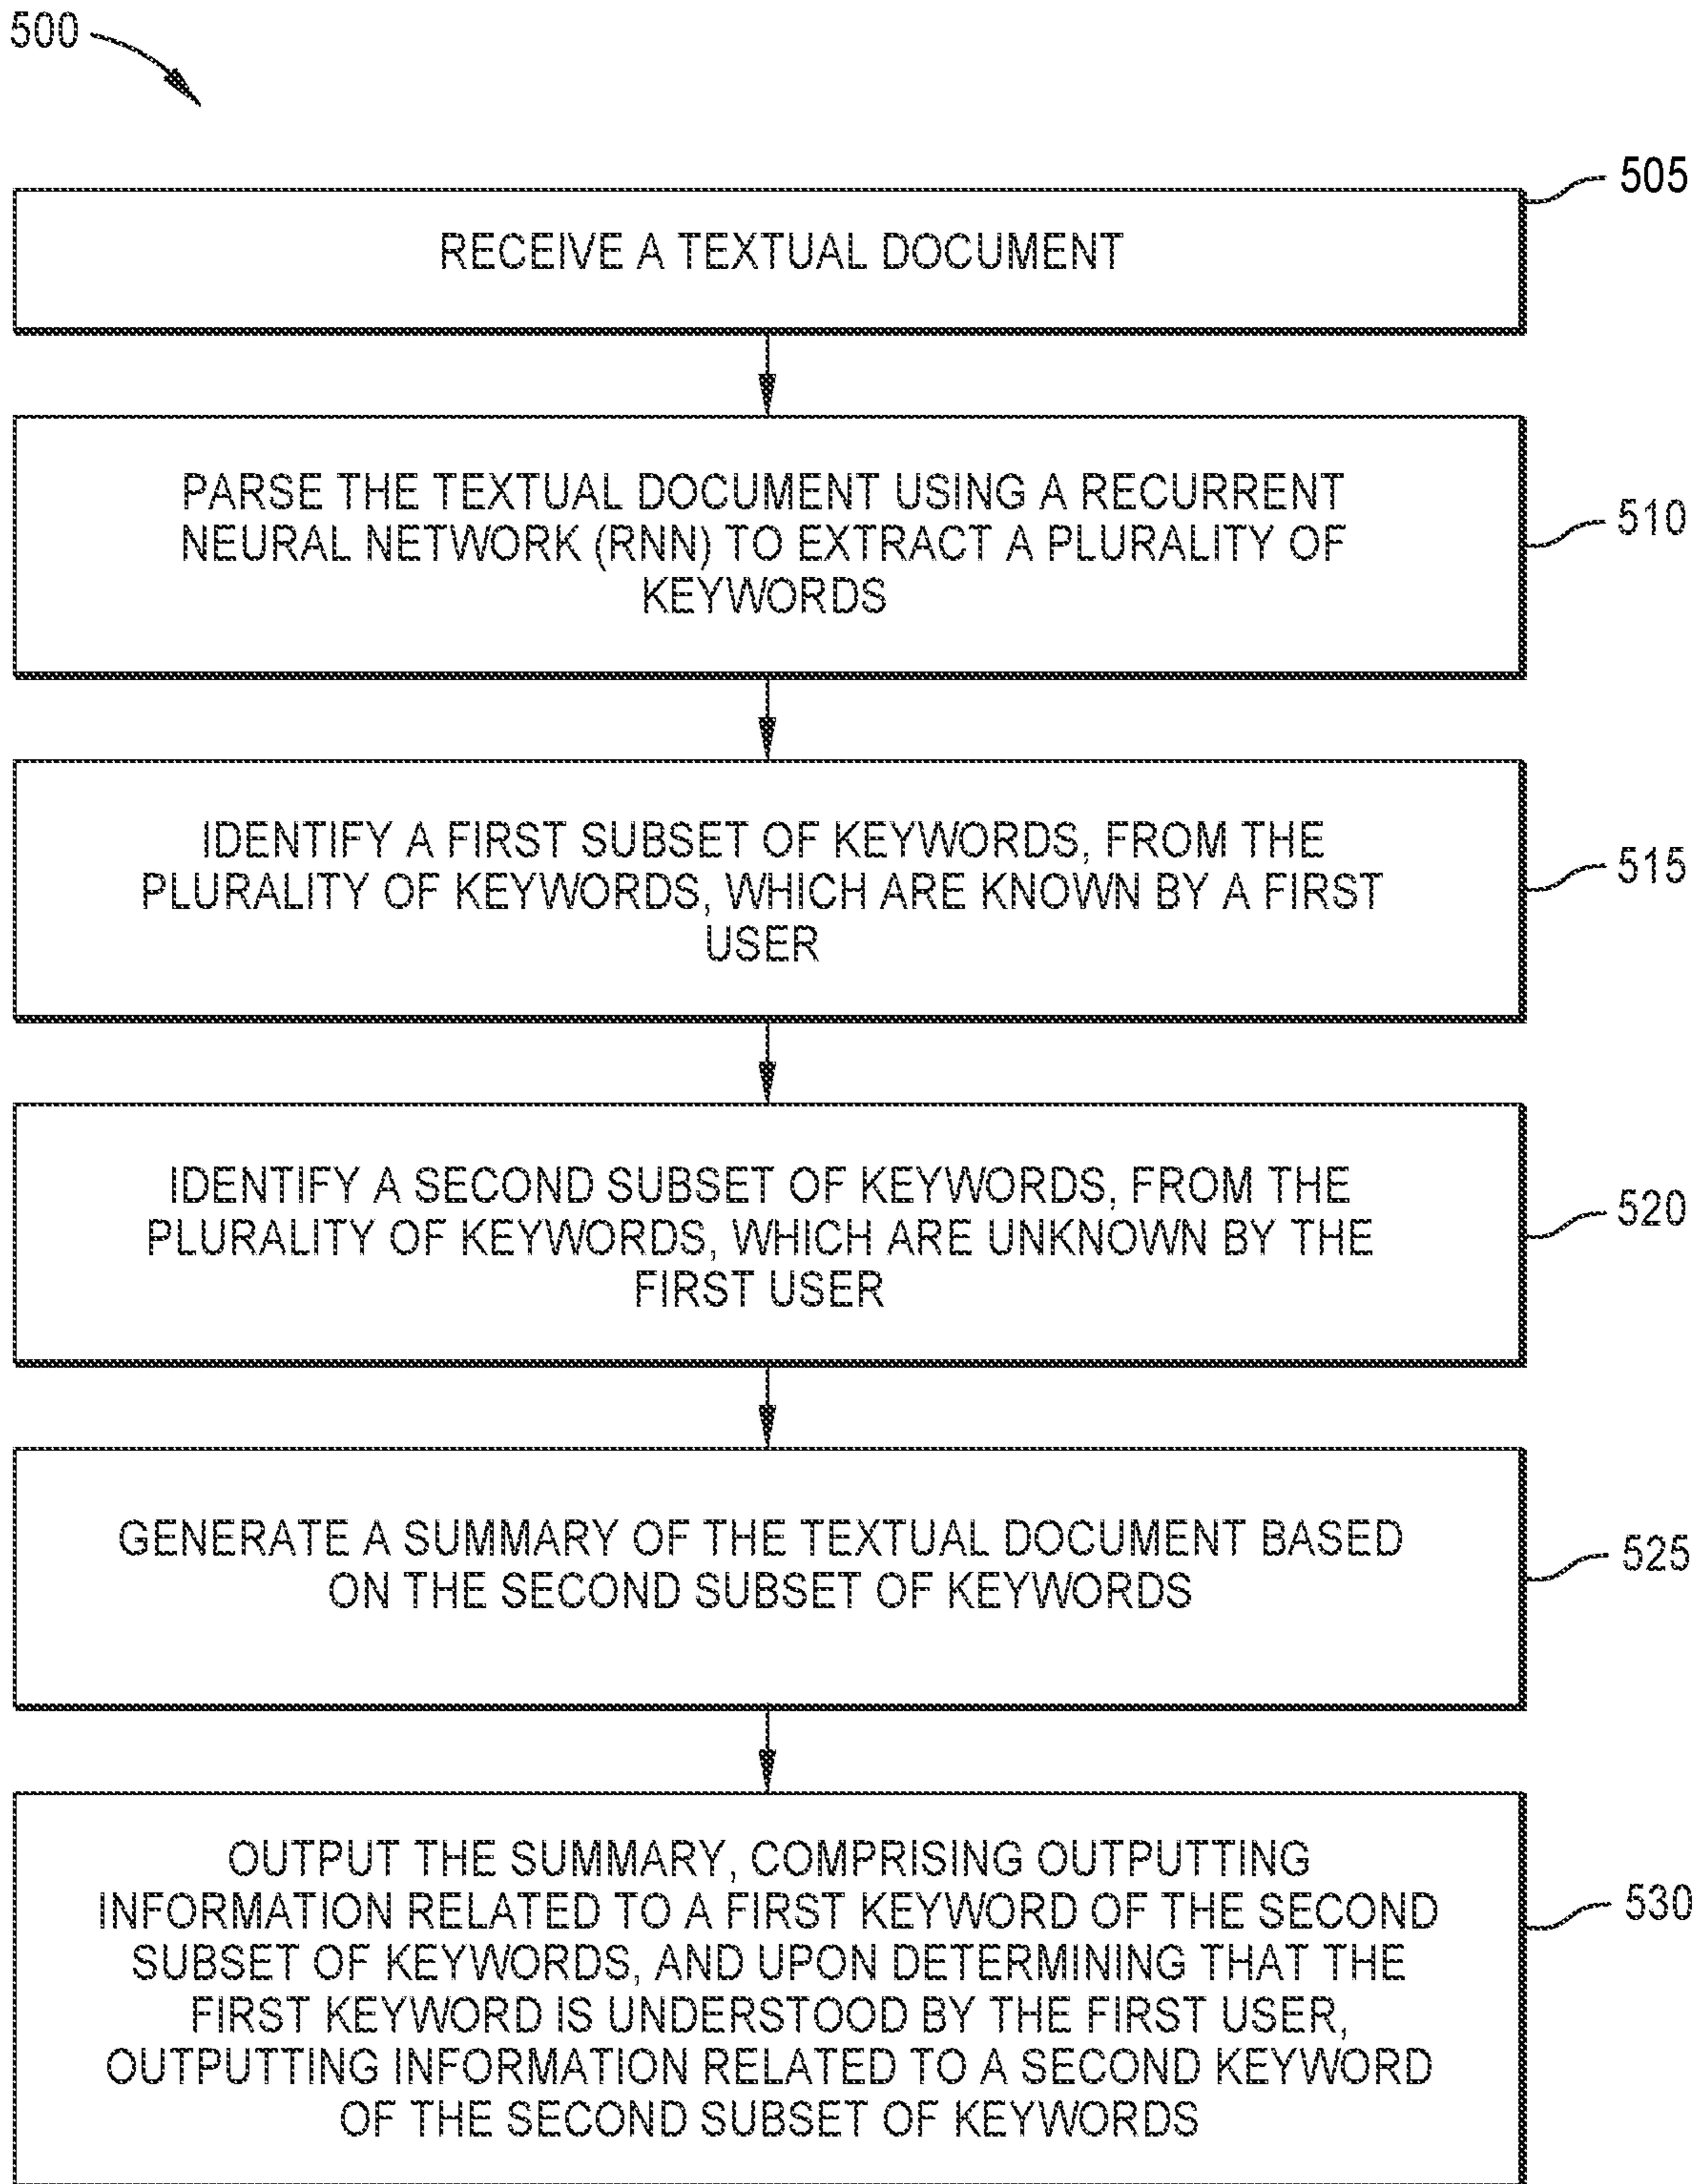 500
505
RECEIVE A TEXTUAL DOCUMENT
PARSE THE TEXTUAL DOCUMENT USING A RECURRENT
NEURAL NETWORK (RNN) TO EXTRACT A PLURALITY OF
KEYWORDS
510
IDENTIFY A FIRST SUBSET OF KEYWORDS, FROM THE
PLURALITY OF KEYWORDS, WHICH ARE KNOWN BY A FIRST
USER
515
IDENTIFY A SECOND SUBSET OF KEYWORDS, FROM THE
PLURALITY OF KEYWORDS, WHICH ARE UNKNOWN BY THE
FIRST USER
520
GENERATE A SUMMARY OF THE TEXTUAL DOCUMENT BASED
ON THE SECOND SUBSET OF KEYWORDS
525
OUTPUT THE SUMMARY, COMPRISING OUTPUTTING
INFORMATION RELATED TO A FIRST KEYWORD OF THE SECOND
SUBSET OF KEYWORDS, AND UPON DETERMINING THAT THE
FIRST KEYWORD IS UNDERSTOOD BY THE FIRST USER,
OUTPUTTING INFORMATION RELATED TO A SECOND KEYWORD
OF THE SECOND SUBSET OF KEYWORDS
530